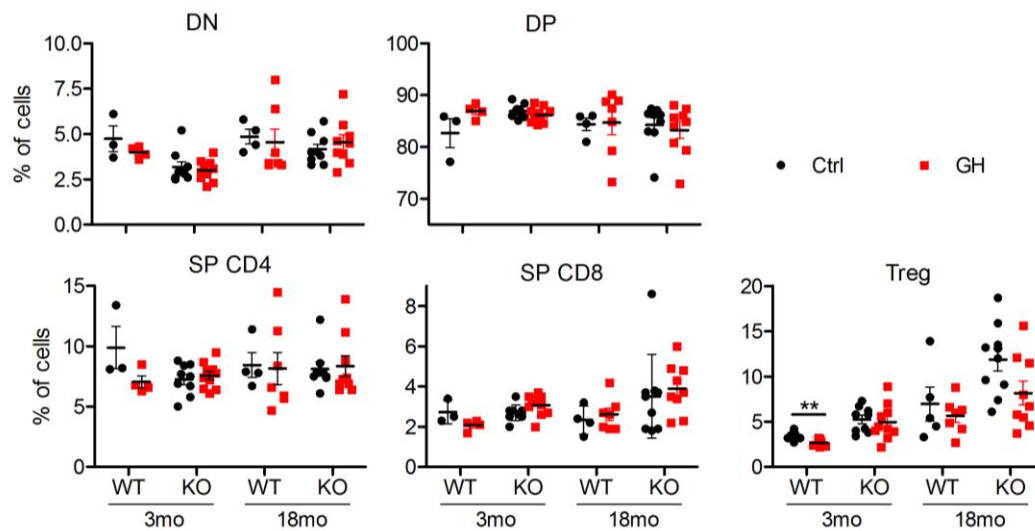 DN
DP
% of cells
10.0
7.5
5.0
2.5
0.0
100
90
80
70
Ctrl
GH
SP CD4
SP CD8
Treg
% of cells
15
10
5
0
8
6
4
2
0
20
15
10
5
0
**
WT KO WT KO
3mo 18mo
WT KO WT KO
3mo 18mo
WT KO WT KO
3mo 18mo